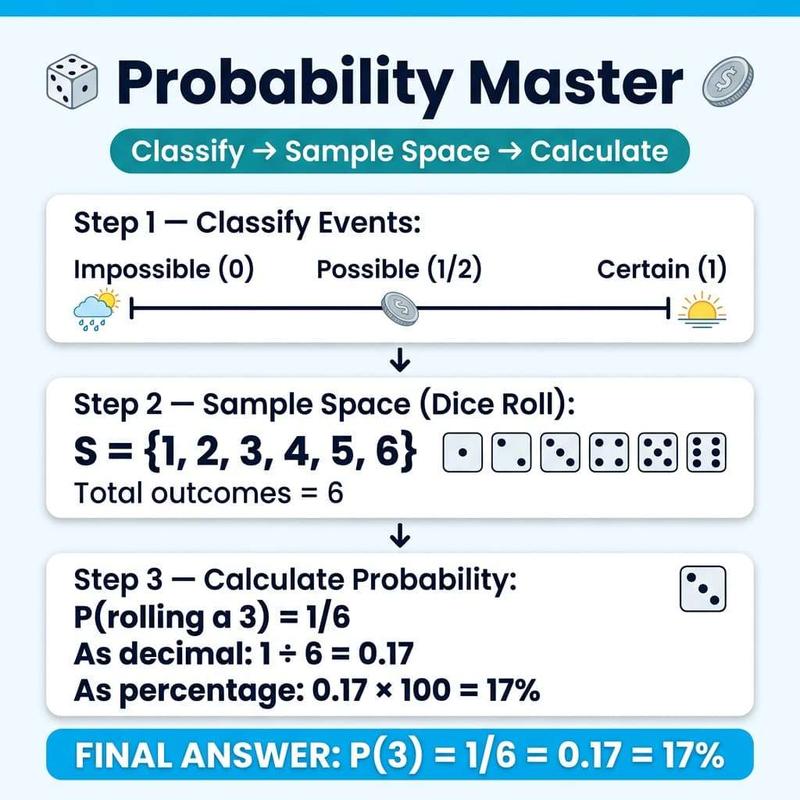 Probability Master
Classify → Sample Space → Calculate
Step 1 — Classify Events:
Impossible (0) Possible (1/2) Certain (1)
Step 2 — Sample Space (Dice Roll):
S = {1, 2, 3, 4, 5, 6}
Total outcomes = 6
Step 3 — Calculate Probability:
P(rolling a 3) = 1/6
As decimal: 1 ÷ 6 = 0.17
As percentage: 0.17 × 100 = 17%
FINAL ANSWER: P(3) = 1/6 = 0.17 = 17%